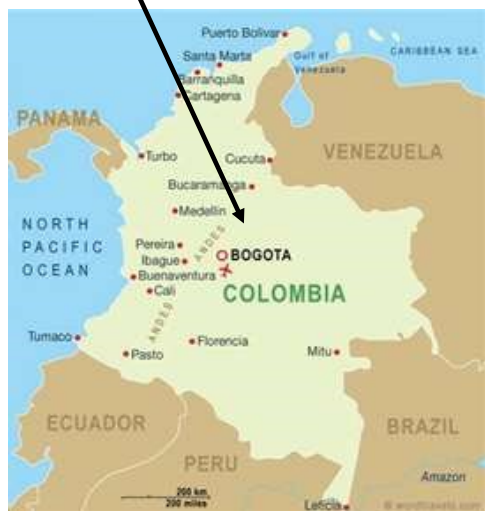 Puerto Bolivar
CARIBBEAN SEA
Santa Marta
Gulf of
Venezuela
Barranquilla
Cartagena
PANAMA
Turbo
Cucuta
VENEZUELA
Bucaramanga
Medellin
NORTH
PACIFIC
OCEAN
ANDES
Pereira
BOGOTA
Ibague
Buenaventura
Cali
COLOMBIA
ANDES
Tumaco
Florencia
Pasto
Mitu
ECUADOR
BRAZIL
PERU
Amazon
200 km
200 miles
Leticia
© wordtravels.com